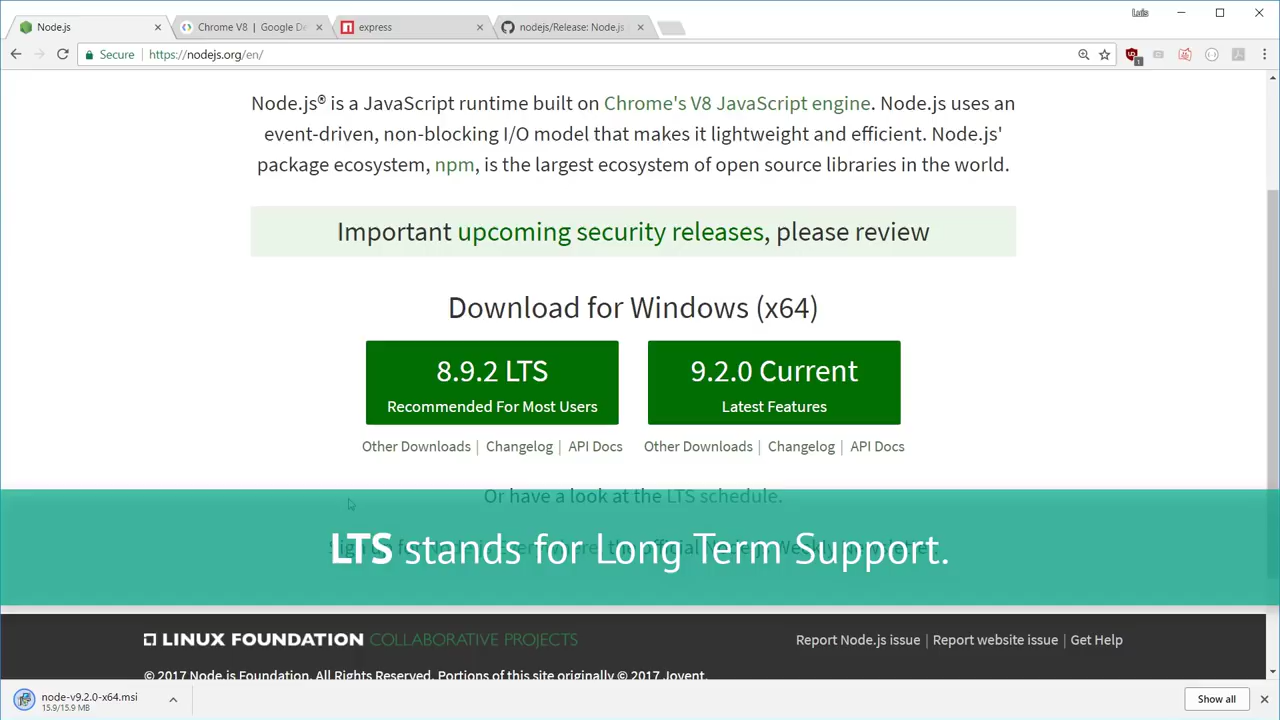 Luis
Node.js
Chrome V8 | Google De
express
nodejs/Release: Node.js
Secure
https://nodejs.org/en/
1
Node.js® is a JavaScript runtime built on Chrome's V8 JavaScript engine. Node.js uses an
event-driven, non-blocking I/O model that makes it lightweight and efficient. Node.js'
package ecosystem, npm, is the largest ecosystem of open source libraries in the world.
Important upcoming security releases, please review
Download for Windows (x64)
8.9.2 LTS
Recommended For Most Users
9.2.0 Current
Latest Features
Other Downloads | Changelog | API Docs
Other Downloads | Changelog | API Docs
Or have a look at the LTS schedule.
LTS stands for Long Term Support.
LINUX FOUNDATION COLLABORATIVE PROJECTS
Report Node.js issue | Report website issue | Get Help
© 2017 Node.js Foundation. All Rights Reserved. Portions of this site originally © 2017 Joyent.
node-v9.2.0-x64.msi
15.9/15.9 MB
Show all